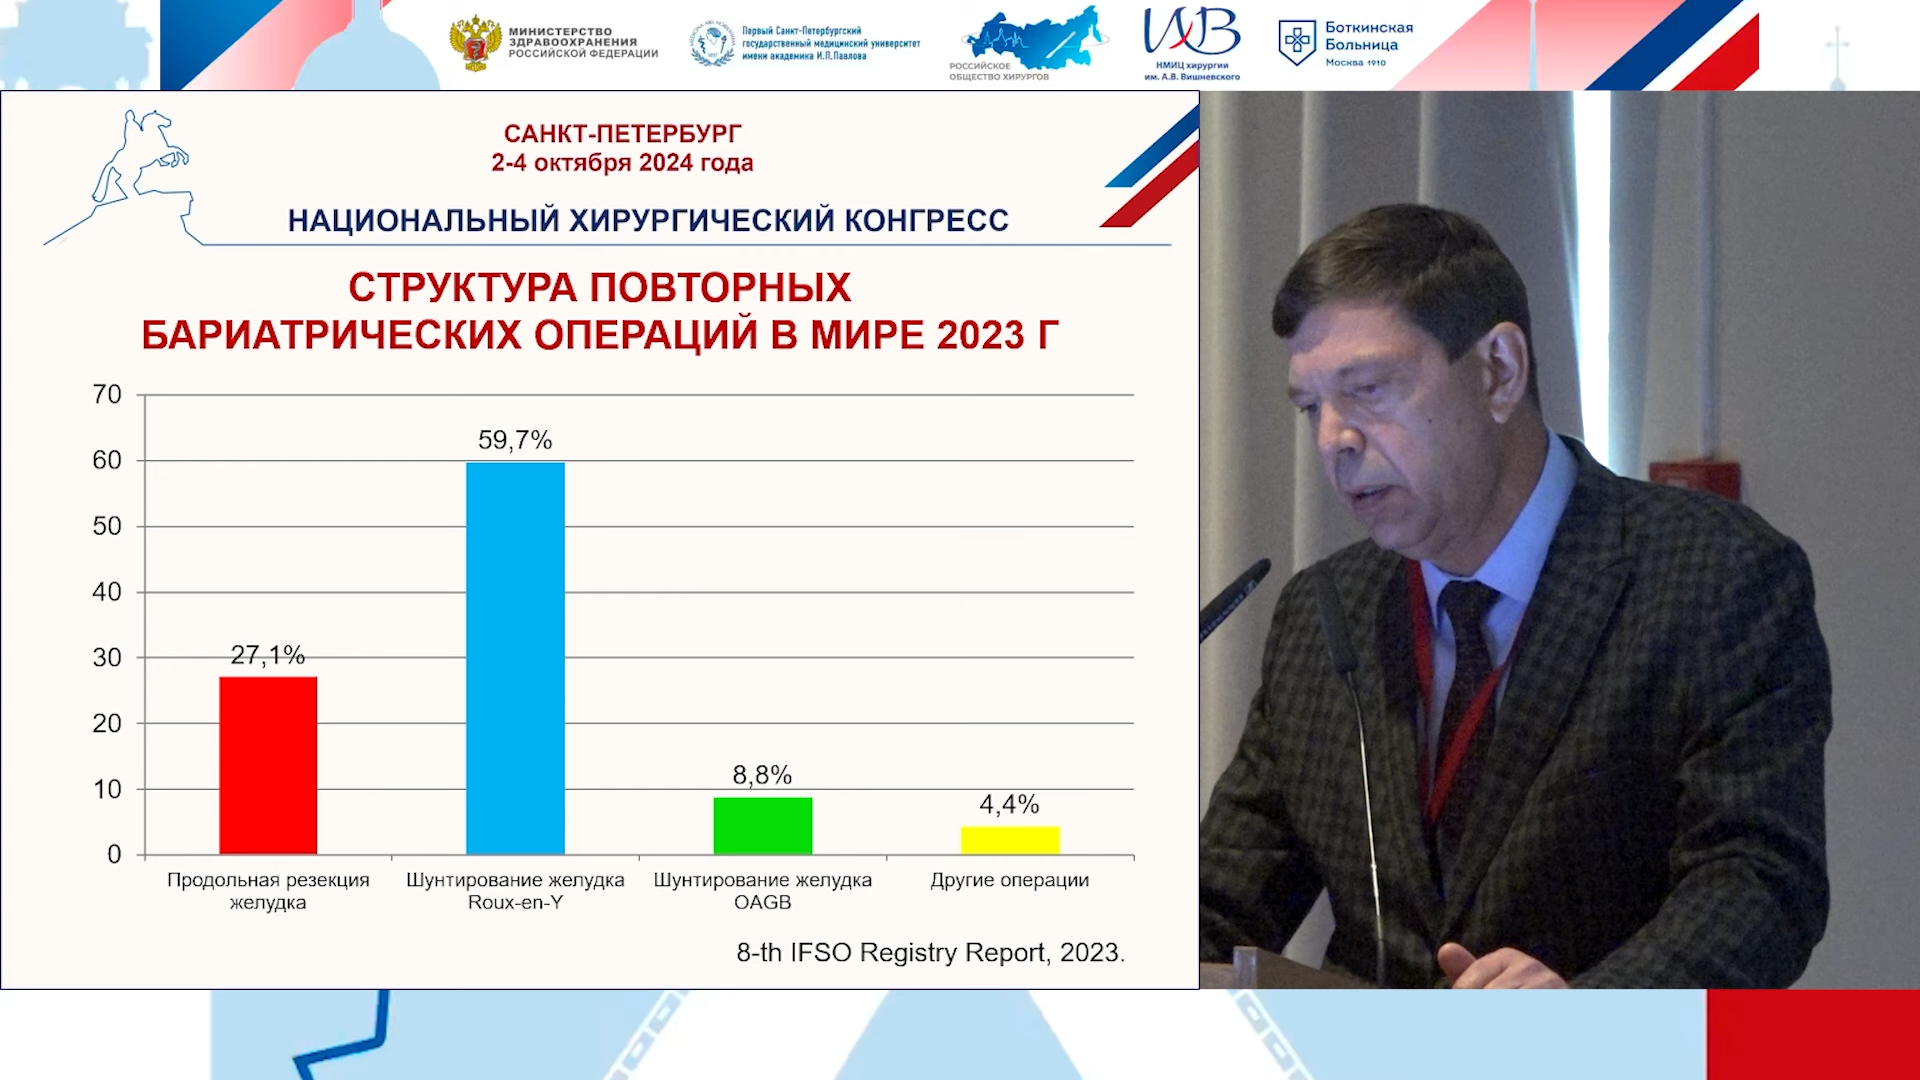 МИНИСТЕРСТВО
ЗДРАВООХРАНЕНИЯ
РОССИЙСКОЙ ФЕДЕРАЦИИ
Первый Санкт-Петербургский
государственный медицинский университет
имени академика И.П.Павлова
РОССИЙСКОЕ
ОБЩЕСТВО ХИРУРГОВ
ИХВ
НМИЦ хирургии
им. А.В. Вишневского
Боткинская
Больница
Москва 1910
САНКТ-ПЕТЕРБУРГ
2-4 октября 2024 года
НАЦИОНАЛЬНЫЙ ХИРУРГИЧЕСКИЙ КОНГРЕСС
СТРУКТУРА ПОВТОРНЫХ
БАРИАТРИЧЕСКИХ ОПЕРАЦИЙ В МИРЕ 2023 Г
70
60
50
40
30
20
10
0
27,1%
59,7%
8,8%
4,4%
Продольная резекция
желудка
Шунтирование желудка
Roux-en-Y
Шунтирование желудка
OAGB
Другие операции
8-th IFSO Registry Report, 2023.